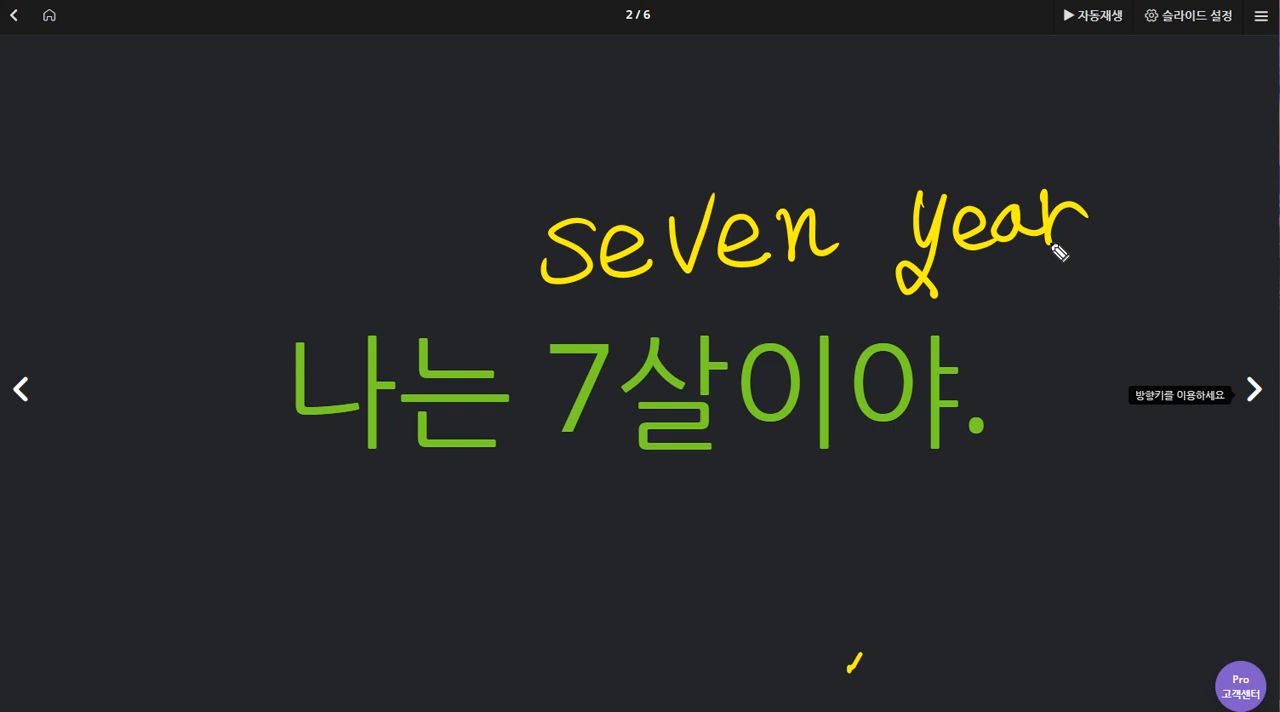 2 / 6
자동재생
슬라이드 설정
seven year
나는 7살이야.
방향키를 이용하세요
Pro
고객센터